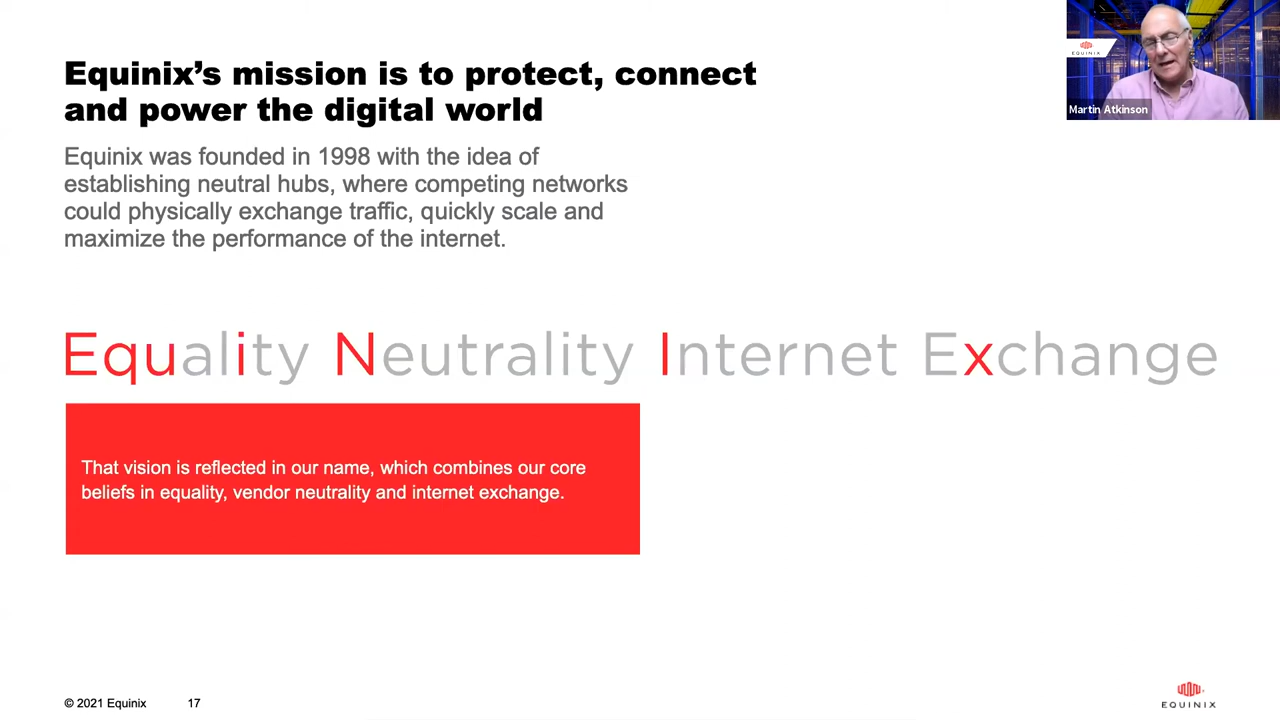 Equinix’s mission is to protect, connect
and power the digital world
EQUINIX
Martin Atkinson
Equinix was founded in 1998 with the idea of
establishing neutral hubs, where competing networks
could physically exchange traffic, quickly scale and
maximize the performance of the internet.
Equality Neutrality Internet Exchange
That vision is reflected in our name, which combines our core
beliefs in equality, vendor neutrality and internet exchange.
© 2021 Equinix 17
EQUINIX